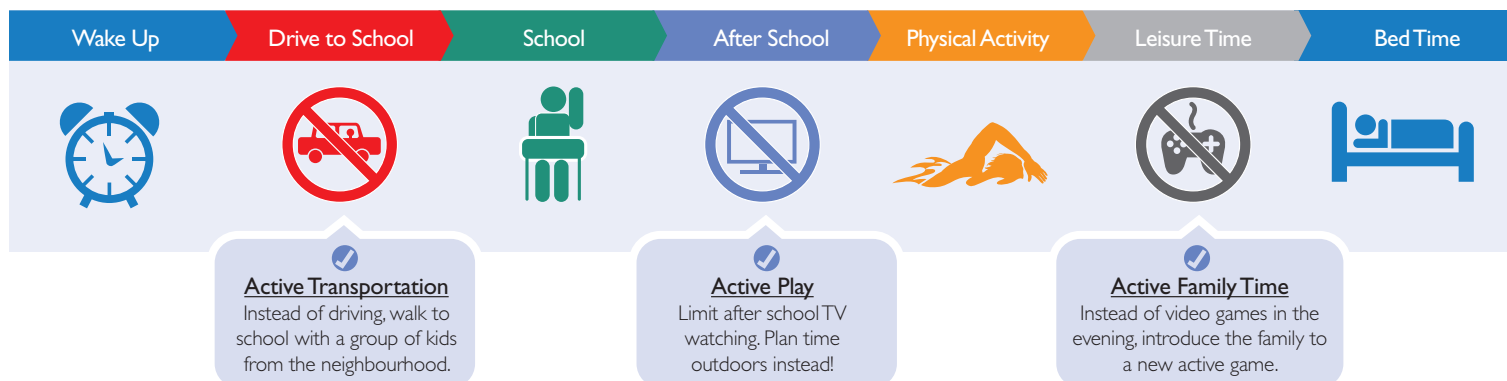 Wake Up
Drive to School
School
After School
Physical Activity
Leisure Time
Bed Time
Active Transportation
Instead of driving, walk to
school with a group of kids
from the neighbourhood.
Active Play
Limit after school TV
watching. Plan time
outdoors instead!
Active Family Time
Instead of video games in the
evening, introduce the family to
a new active game.